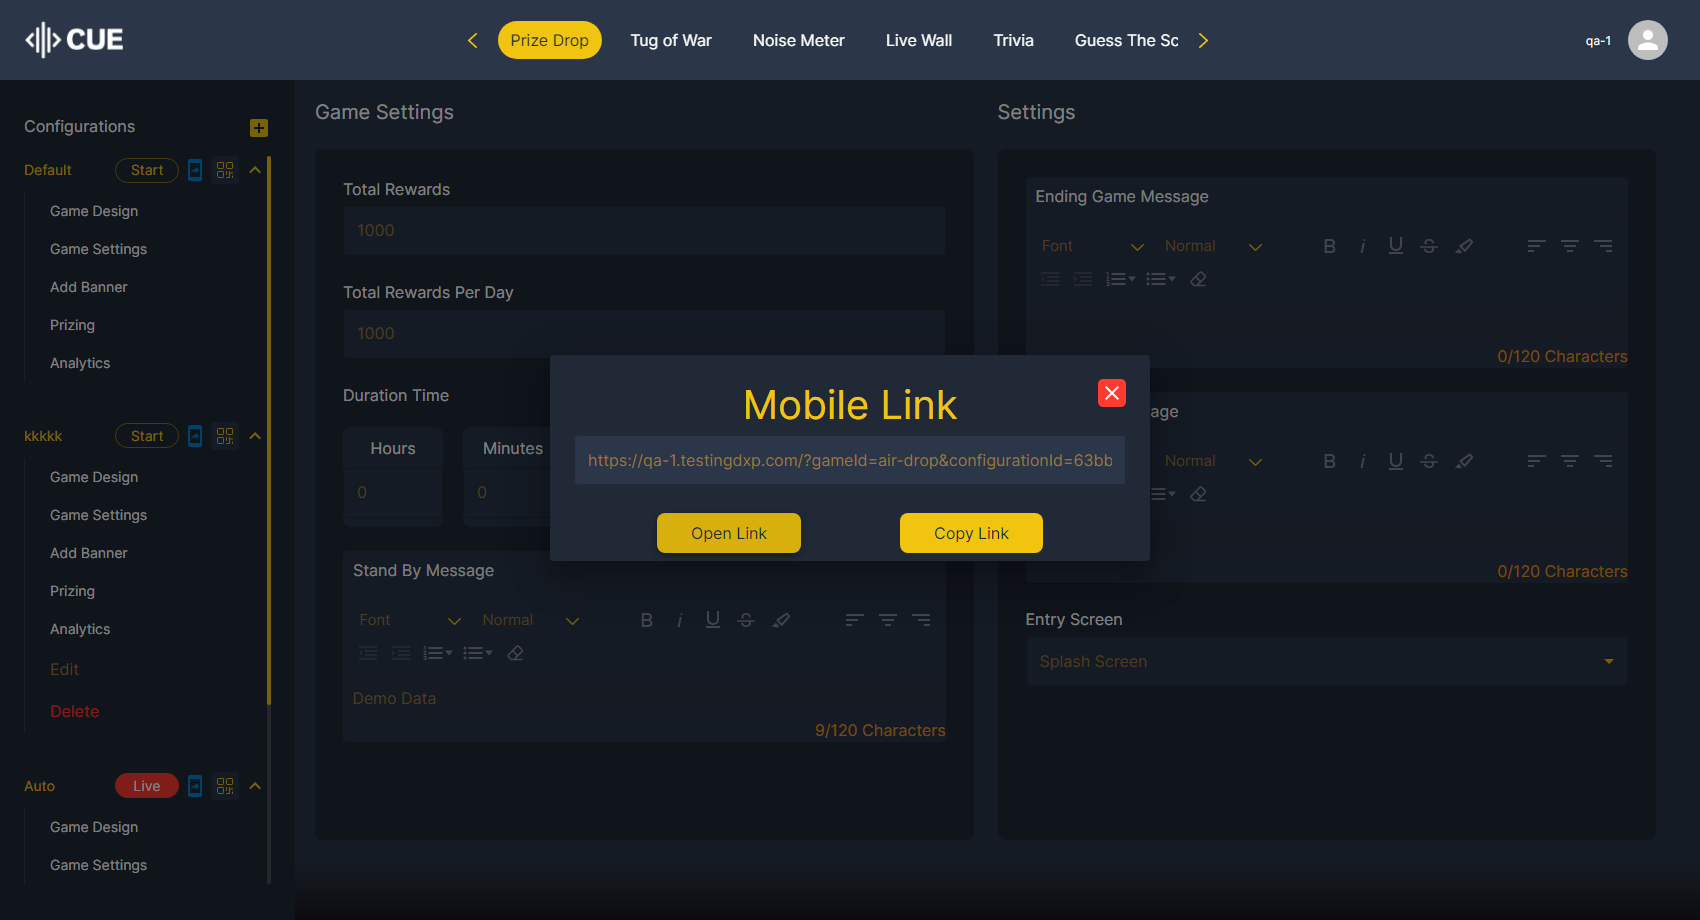 CUE
Prize Drop
Tug of War
Noise Meter
Live Wall
Trivia
Guess The Sc
qa-1
Configurations
Default
Start
Game Design
Game Settings
Add Banner
Prizing
Analytics
kkkkk
Start
Game Design
Game Settings
Add Banner
Prizing
Analytics
Edit
Delete
Auto
Live
Game Design
Game Settings
Game Settings
Total Rewards
1000
Total Rewards Per Day
1000
Duration Time
Hours
Minutes
0
0
Stand By Message
Font
Normal
B i U S
Demo Data
9/120 Characters
Mobile Link
https://qa-1.testingdxp.com/?gameId=air-drop&configurationId=63bb
Open Link
Copy Link
Settings
Ending Game Message
Font
Normal
B i U S
0/120 Characters
age
Normal
B i U S
0/120 Characters
Entry Screen
Splash Screen